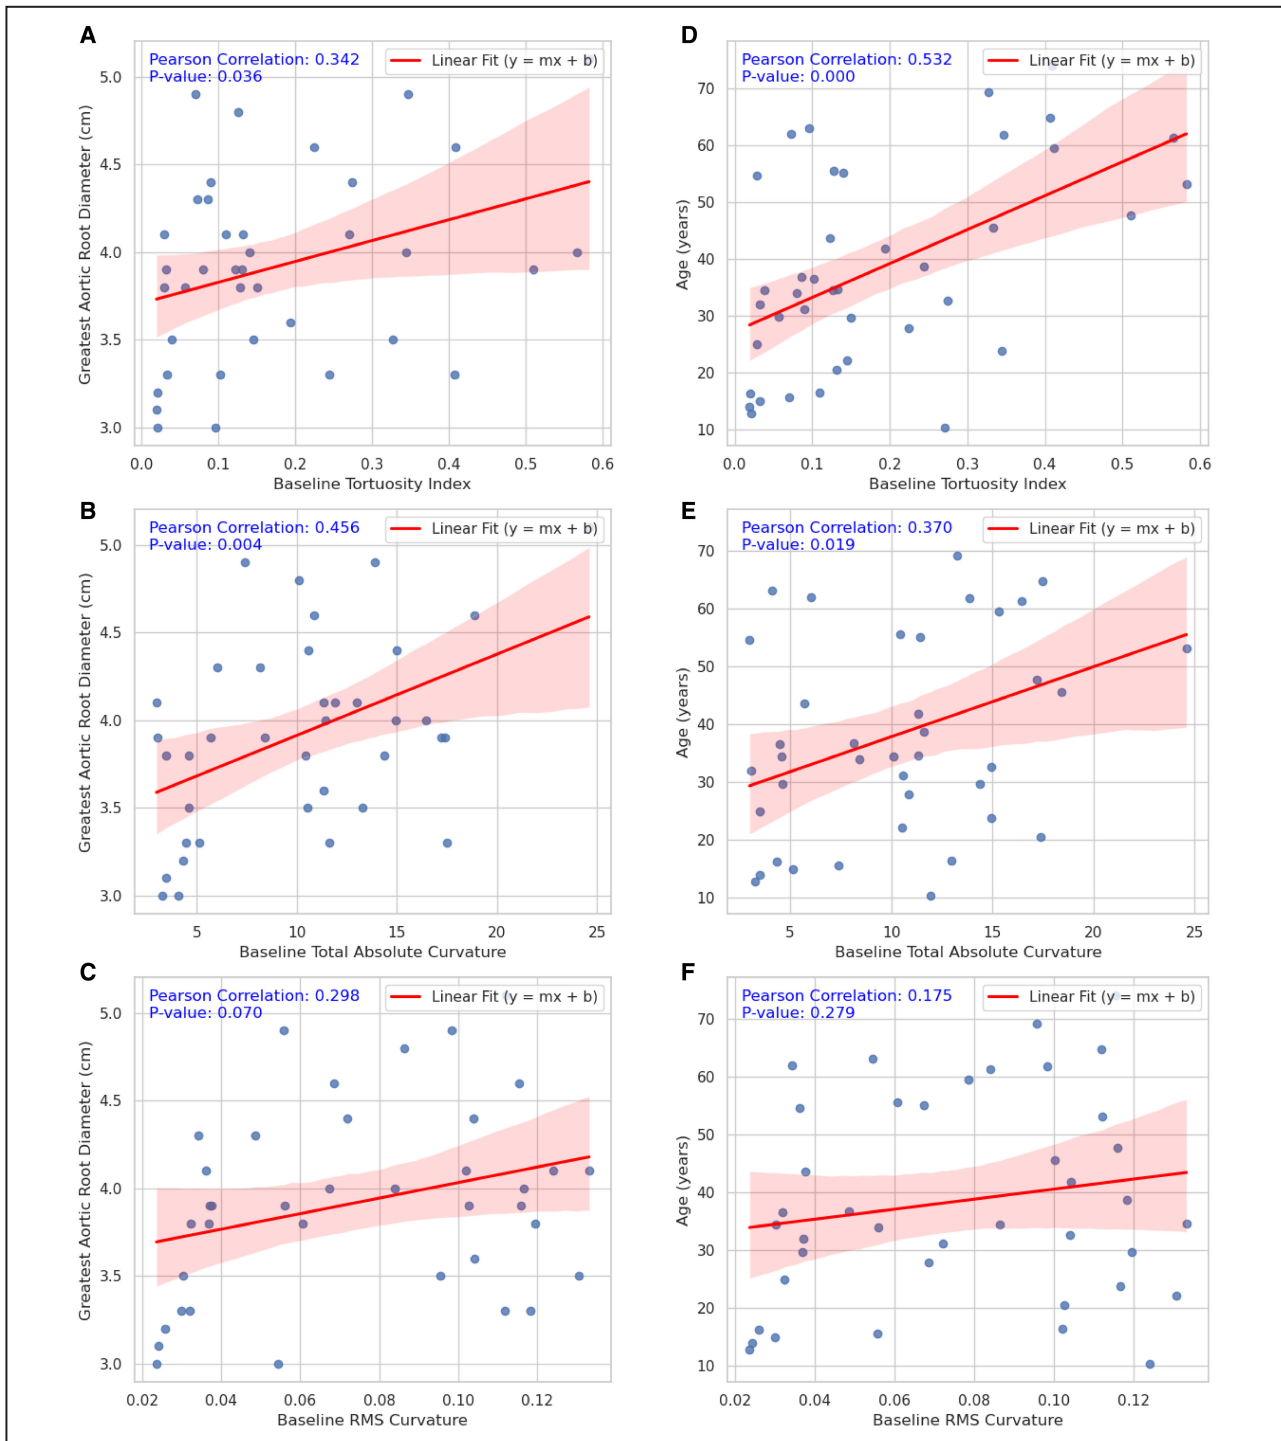 A
Pearson Correlation: 0.342
P-value: 0.036
Linear Fit (y = mx + b)
Greatest Aortic Root Diameter (cm)
5.0
4.5
4.0
3.5
3.0
0.0 0.1 0.2 0.3 0.4 0.5 0.6
Baseline Tortuosity Index
D
Pearson Correlation: 0.532
P-value: 0.000
Linear Fit (y = mx + b)
Age (years)
70
60
50
40
30
20
10
0.0 0.1 0.2 0.3 0.4 0.5 0.6
Baseline Tortuosity Index
B
Pearson Correlation: 0.456
P-value: 0.004
Linear Fit (y = mx + b)
Greatest Aortic Root Diameter (cm)
5.0
4.5
4.0
3.5
3.0
5 10 15 20 25
Baseline Total Absolute Curvature
E
Pearson Correlation: 0.370
P-value: 0.019
Linear Fit (y = mx + b)
Age (years)
70
60
50
40
30
20
10
5 10 15 20 25
Baseline Total Absolute Curvature
C
Pearson Correlation: 0.298
P-value: 0.070
Linear Fit (y = mx + b)
Greatest Aortic Root Diameter (cm)
5.0
4.5
4.0
3.5
3.0
0.02 0.04 0.06 0.08 0.10 0.12
Baseline RMS Curvature
F
Pearson Correlation: 0.175
P-value: 0.279
Linear Fit (y = mx + b)
Age (years)
70
60
50
40
30
20
10
0.02 0.04 0.06 0.08 0.10 0.12
Baseline RMS Curvature